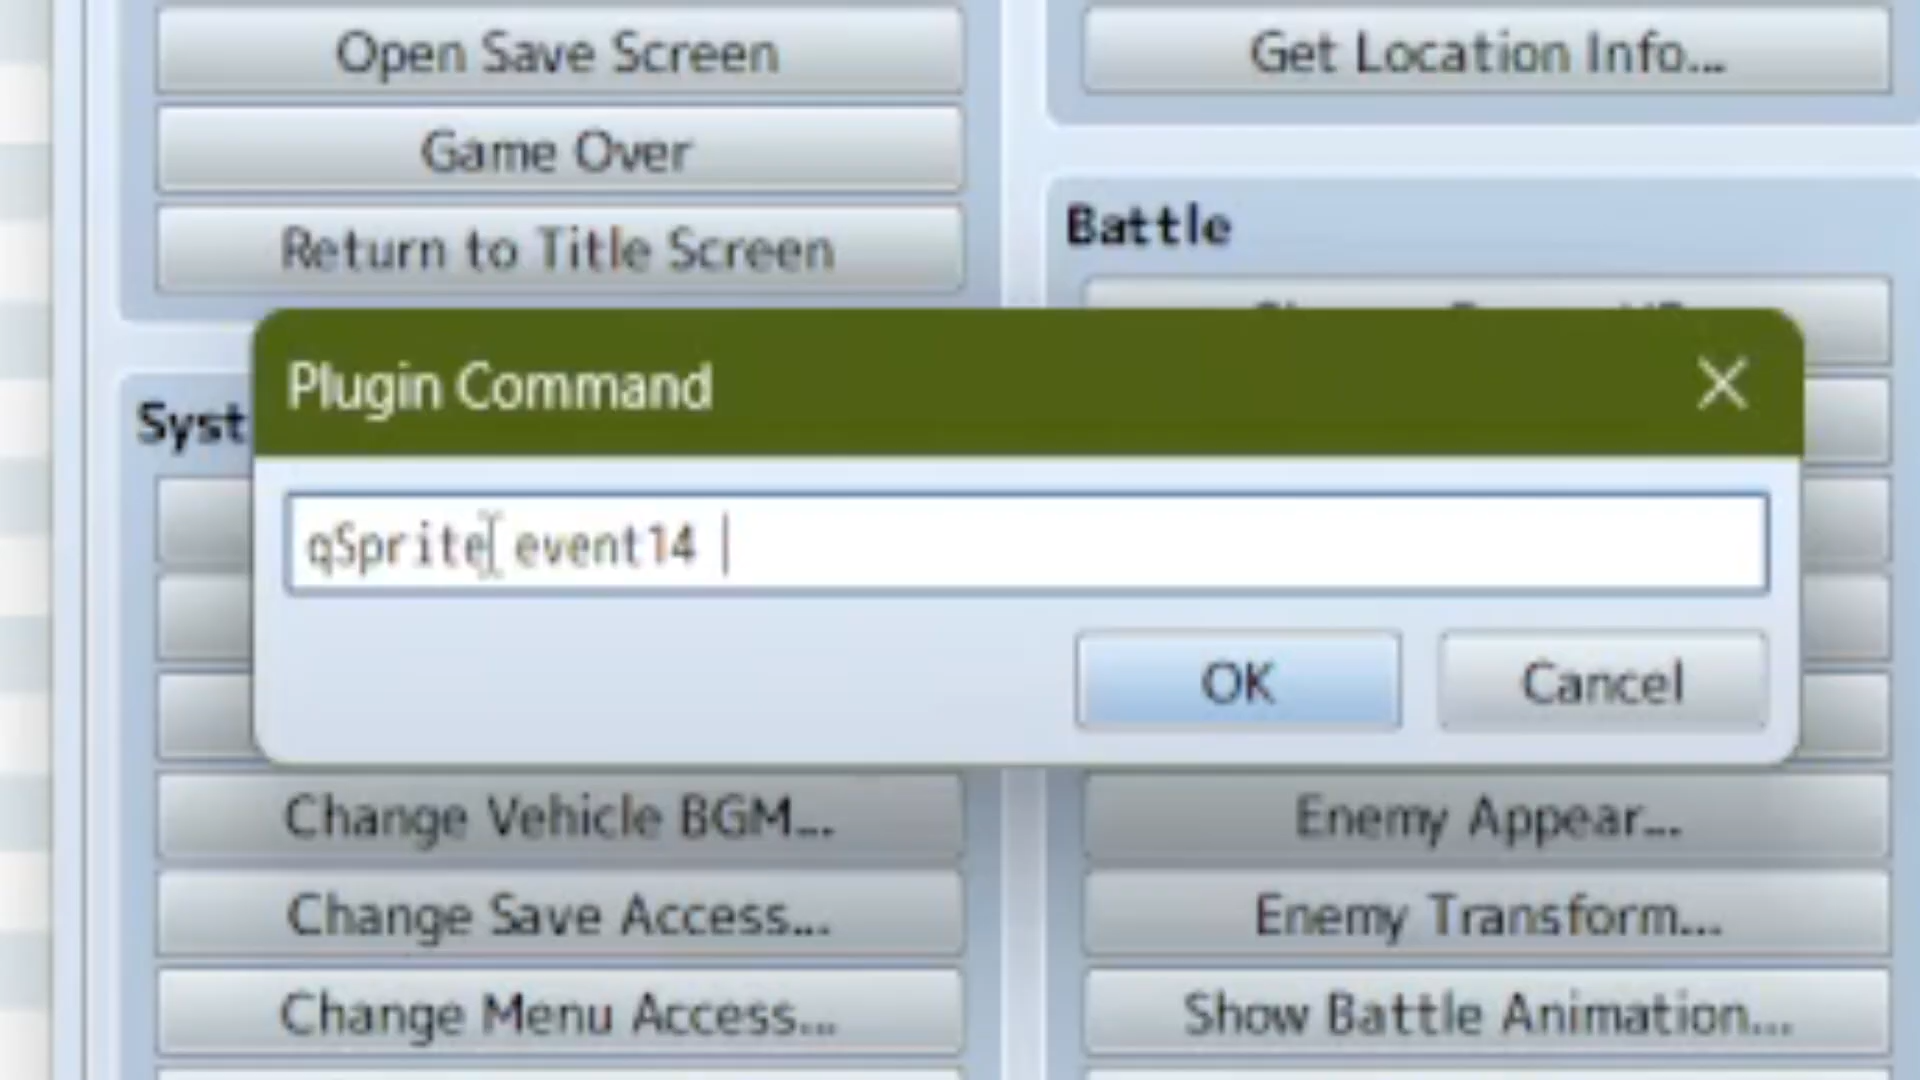 Open Save Screen
Game Over
Return to Title Screen
Get Location Info...
Battle
Plugin Command
Syst
qSprite event14
OK
Cancel
Change Vehicle BGM...
Change Save Access...
Change Menu Access...
Enemy Appear...
Enemy Transform...
Show Battle Animation...